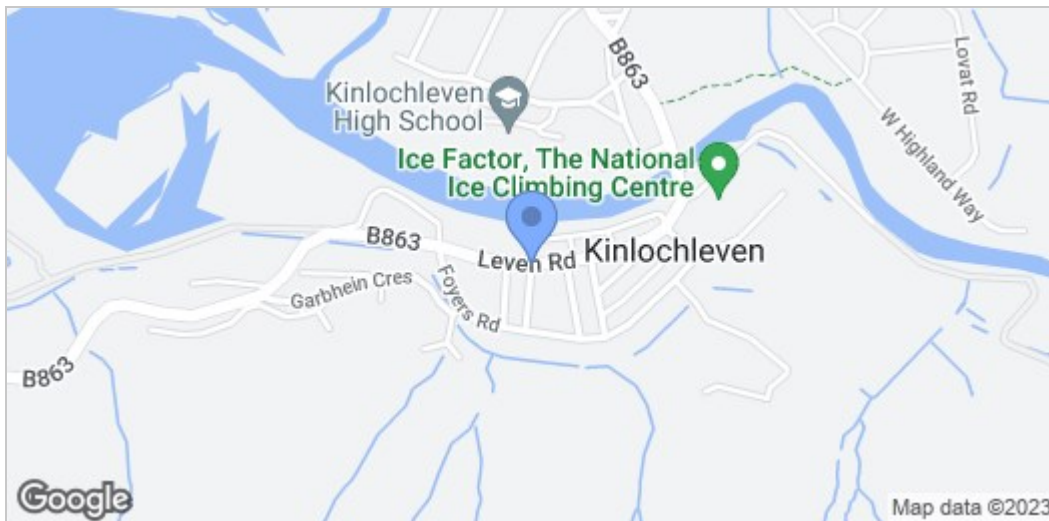 B863
Lovat Rd
Kinlochleven
High School
W Highland Way
Ice Factor, The National
Ice Climbing Centre
B863
Leven Rd
Kinlochleven
Garbhein Cres
Foyers Rd
B863
Google
Map data ©2023